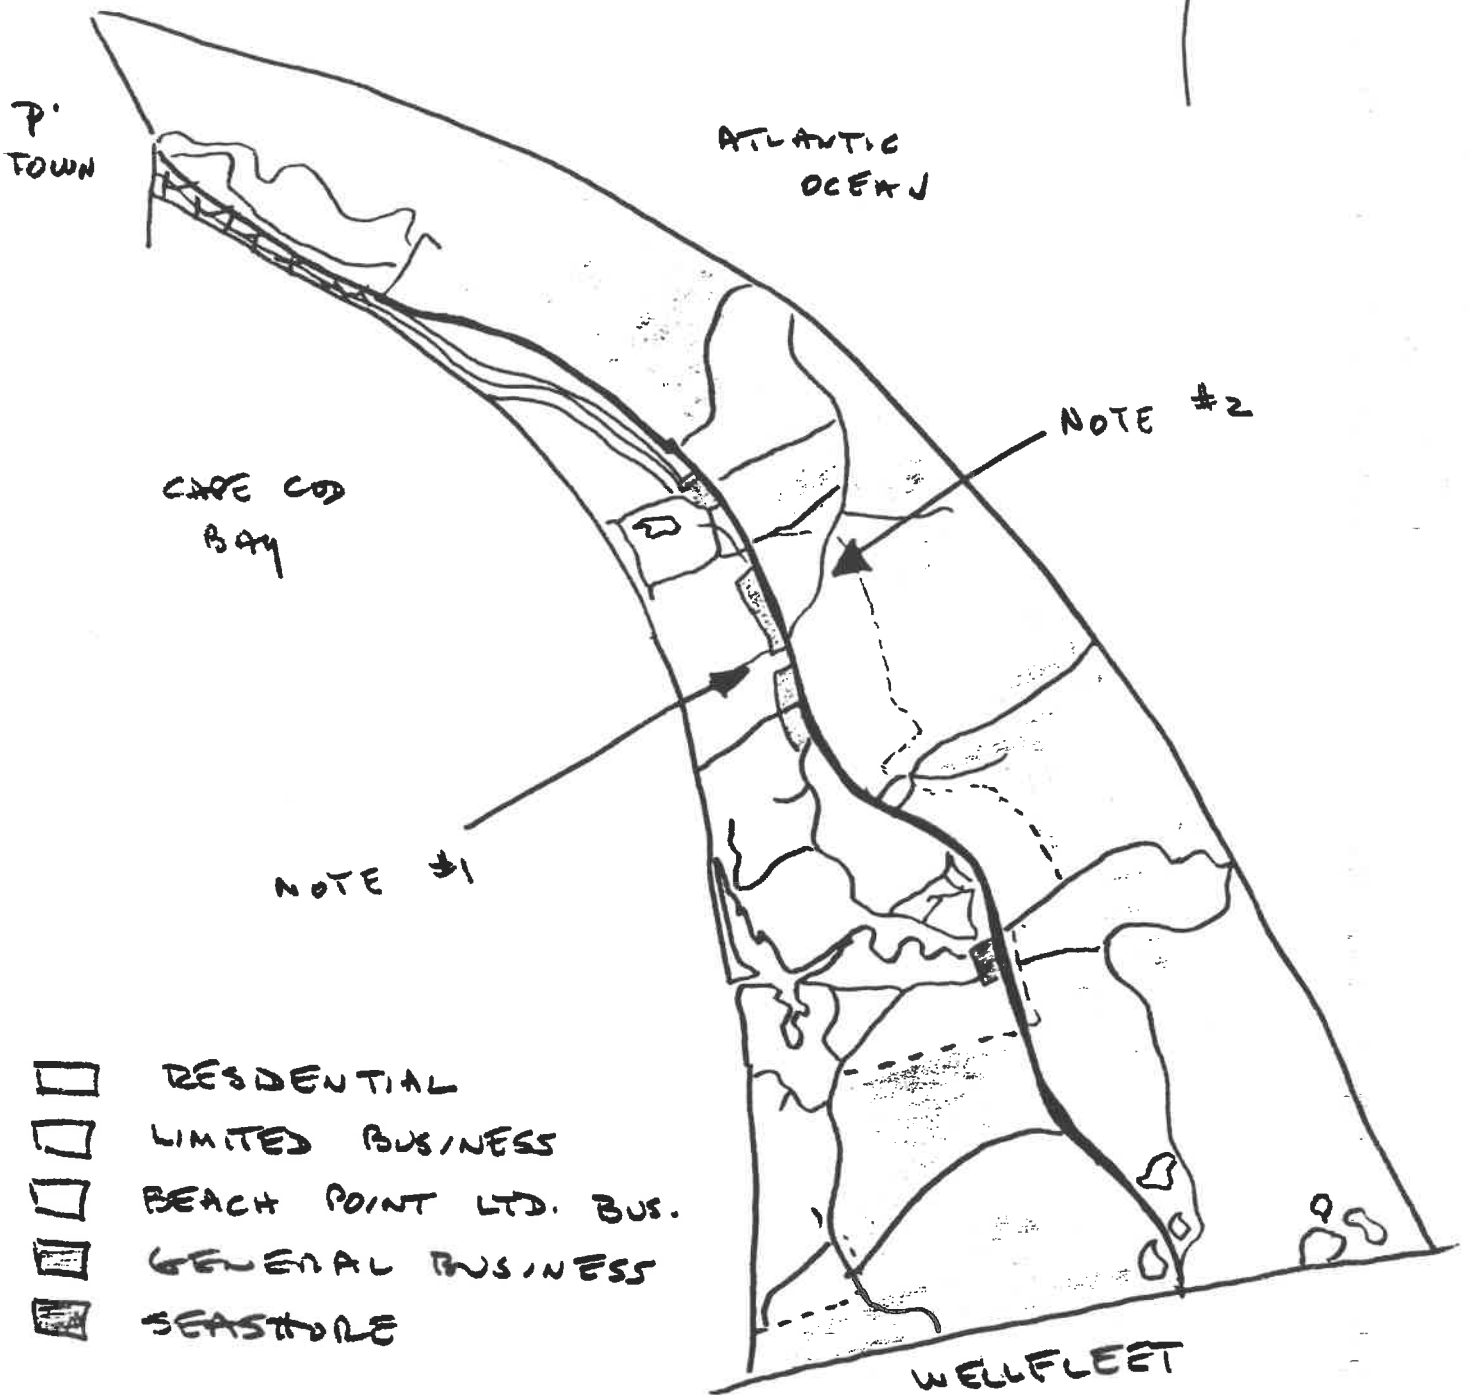 P'
TOWN
ATLANTIC
OCEAN
NOTE #2
CAPE COD
BAY
NOTE #1
RESIDENTIAL
LIMITED BUSINESS
BEACH POINT LTD. BUS.
GENERAL BUSINESS
SEASHORE
WELLFLEET